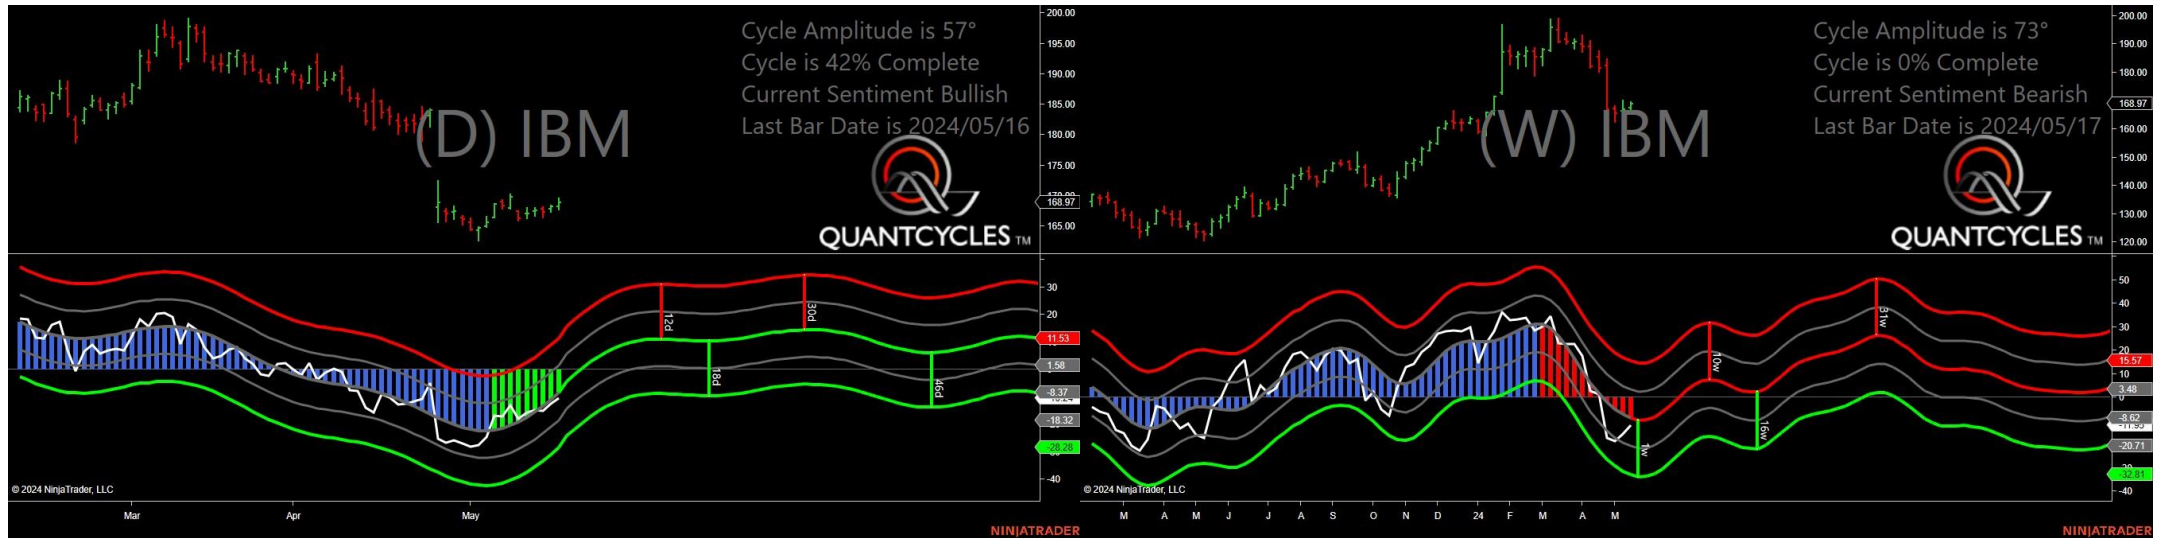 Cycle Amplitude is 57°
Cycle is 42% Complete
Current Sentiment Bullish
Last Bar Date is 2024/05/16
(D) IBM
QUANTCYCLES TM
200.00
195.00
190.00
185.00
180.00
175.00
170.00
168.97
165.00
30
20
11.53
1.58
-8.37
-18.32
-28.28
-40
12d
18d
30d
46d
© 2024 NinjaTrader, LLC
Mar Apr May
NINJATRADER
Cycle Amplitude is 73°
Cycle is 0% Complete
Current Sentiment Bearish
Last Bar Date is 2024/05/17
(W) IBM
QUANTCYCLES TM
200.00
190.00
180.00
168.97
160.00
150.00
140.00
130.00
120.00
50
40
30
20
15.57
10
3.48
0
-8.62
-11.95
-20.71
-32.81
-40
1w
10w
16w
31w
© 2024 NinjaTrader, LLC
M A M J J A S O N D 24 F M A M
NINJATRADER